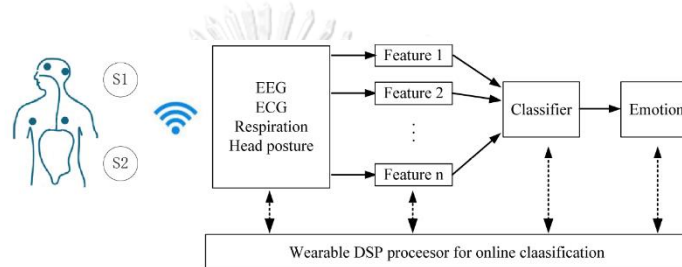 S1
S2
EEG
ECG
Respiration
Head posture
Feature 1
Feature 2
⋮
Feature n
Classifier
Emotion
Wearable DSP proceesor for online claasification